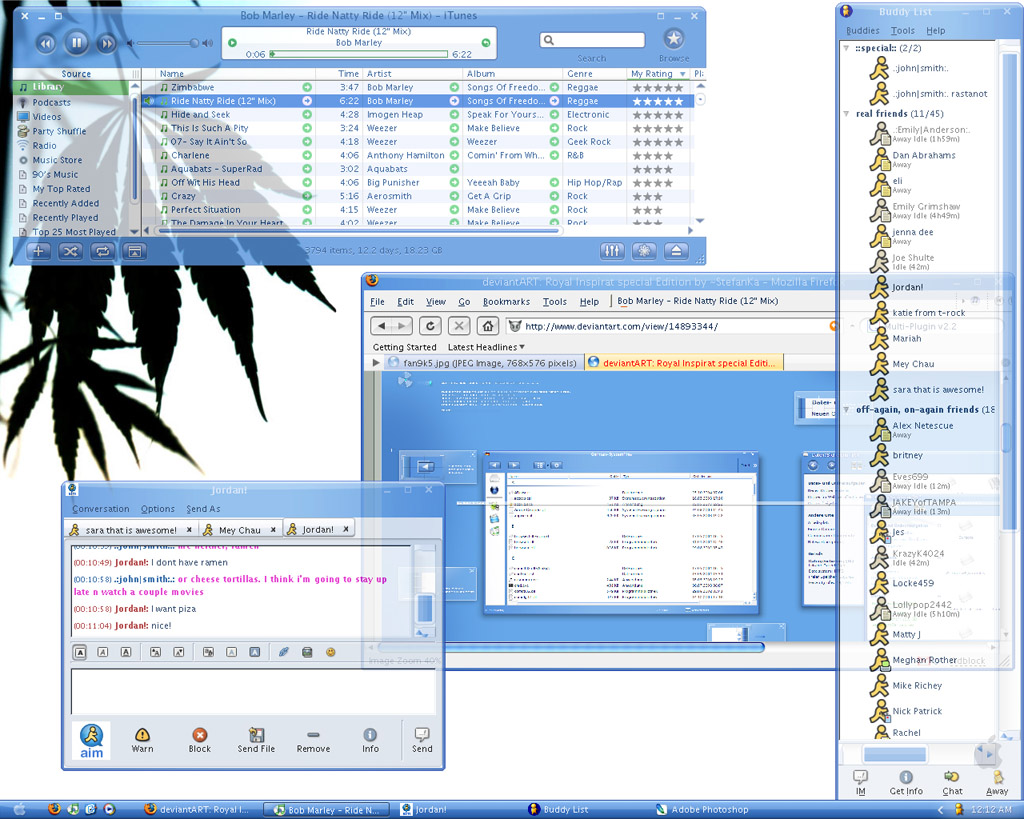 Bob Marley - Ride Natty Ride (12" Mix) - iTunes
Ride Natty Ride (12" Mix)
Bob Marley
0:06 6:22
Search
Browse
Source
Library
Podcasts
Videos
Party Shuffle
Radio
Music Store
90's Music
My Top Rated
Recently Added
Recently Played
Top 25 Most Played
Name Time Artist Album Genre My Rating Pl
Zimbabwe 3:47 Bob Marley Songs Of Freedo... Reggae
Ride Natty Ride (12" Mix) 6:22 Bob Marley Songs Of Freedo... Reggae
Hide and Seek 4:28 Imogen Heap Speak For Yours... Electronic
This Is Such A Pity 3:24 Weezer Make Believe Rock
07- Say It Ain't So 4:18 Weezer Weezer Geek Rock
Charlene 4:06 Anthony Hamilton Comin' From Wh... R&B
Aquabats - SuperRad 3:02 Aquabats
Off Wit His Head 4:06 Big Punisher Yeeeah Baby Hip Hop/Rap
Crazy 5:16 Aerosmith Get A Grip Rock
Perfect Situation 4:15 Weezer Make Believe Rock
The Damage In Your Heart 4:02 Weezer Make Believe Rock
3794 items, 12.2 days, 18.23 GB
deviantART: Royal Inspirat special Edition by ~StefanKa - Mozilla Firef
File Edit View Go Bookmarks Tools Help Bob Marley - Ride Natty Ride (12" Mix)
http://www.deviantart.com/view/14893344/
Getting Started Latest Headlines
fan9k5.jpg (JPEG Image, 768x576 pixels) deviantART: Royal Inspirat special Editi...
Image Zoom 40%
Jordan!
Conversation Options Send As
sara that is awesome! Mey Chau Jordan!
(00:10:49) Jordan!: I dont have ramen
(00:10:58) .:john|smith:.: or cheese tortillas. I think i'm going to stay up
late n watch a couple movies
(00:10:58) Jordan!: I want piza
(00:11:04) Jordan!: nice!
aim
Warn Block Send File Remove Info Send
Buddy List
Buddies Tools Help
::special:: (2/2)
.:john|smith:.
.:john|smith:. rastanot
real friends (11/45)
.:Emily|Anderson:.
Away Idle (1h59m)
Dan Abrahams
Away
eli
Away
Emily Grimshaw
Away Idle (4h49m)
jenna dee
Away
Joe Shulte
Idle (42m)
Jordan!
katie from t-rock
Mariah
Mey Chau
sara that is awesome!
off-again, on-again friends (18
Alex Netescue
Away
britney
Eves699
Away Idle (12m)
JAKEYofTAMPA
Away Idle (13m)
Jes
KrazyK4024
Idle (42m)
Locke459
Lollypop2442
Away Idle (5h10m)
Matty J
Meghan Rother
Mike Richey
Nick Patrick
Rachel
IM Get Info Chat Away
deviantART: Royal I... Bob Marley - Ride N... Jordan! Buddy List Adobe Photoshop 12:12 AM